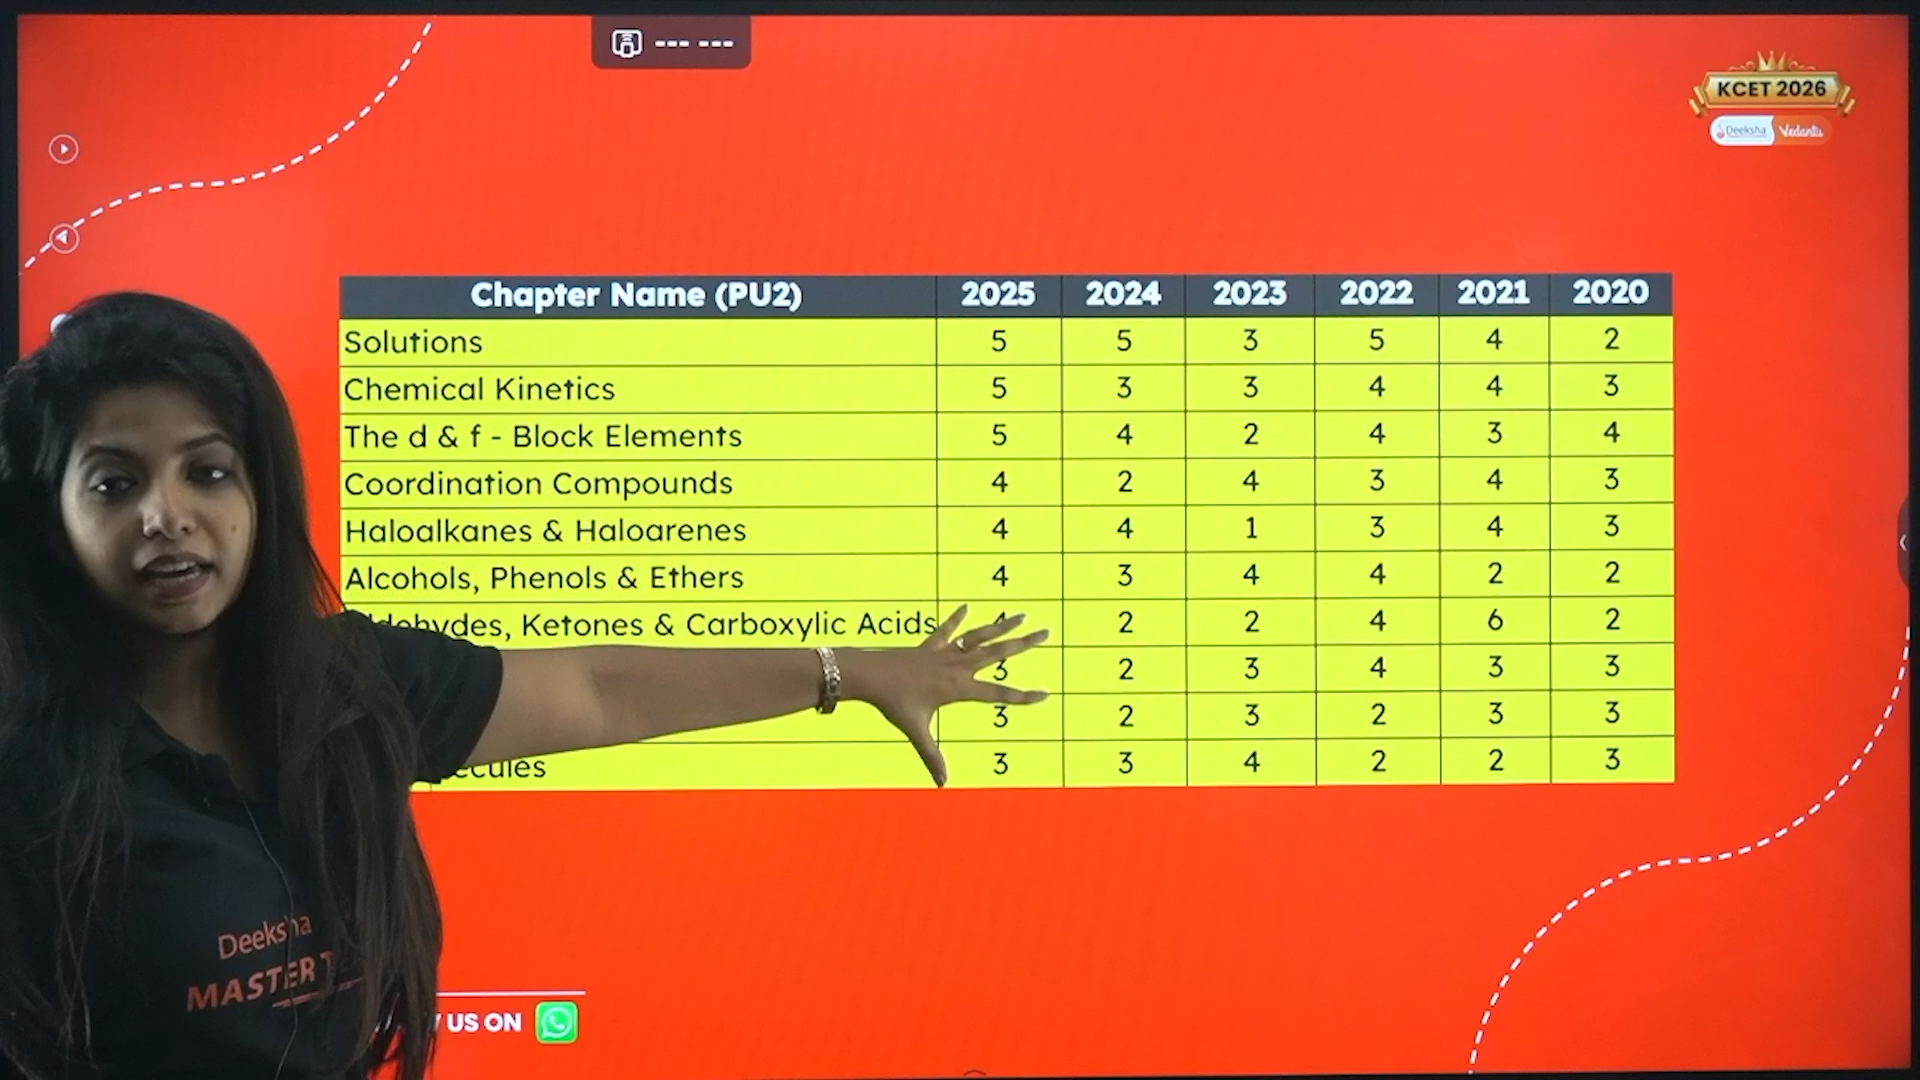 --- ---
KCET 2026
Deeksha Vedantu
Chapter Name (PU2) 2025 2024 2023 2022 2021 2020
Solutions 5 5 3 5 4 2
Chemical Kinetics 5 3 3 4 4 3
The d & f - Block Elements 5 4 2 4 3 4
Coordination Compounds 4 2 4 3 4 3
Haloalkanes & Haloarenes 4 4 1 3 4 3
Alcohols, Phenols & Ethers 4 3 4 4 2 2
Ketones & Carboxylic Acids 4 2 2 4 6 2
3 2 3 4 3 3
3 2 3 2 3 3
3 3 4 2 2 3
Deeksha
MASTER T
US ON